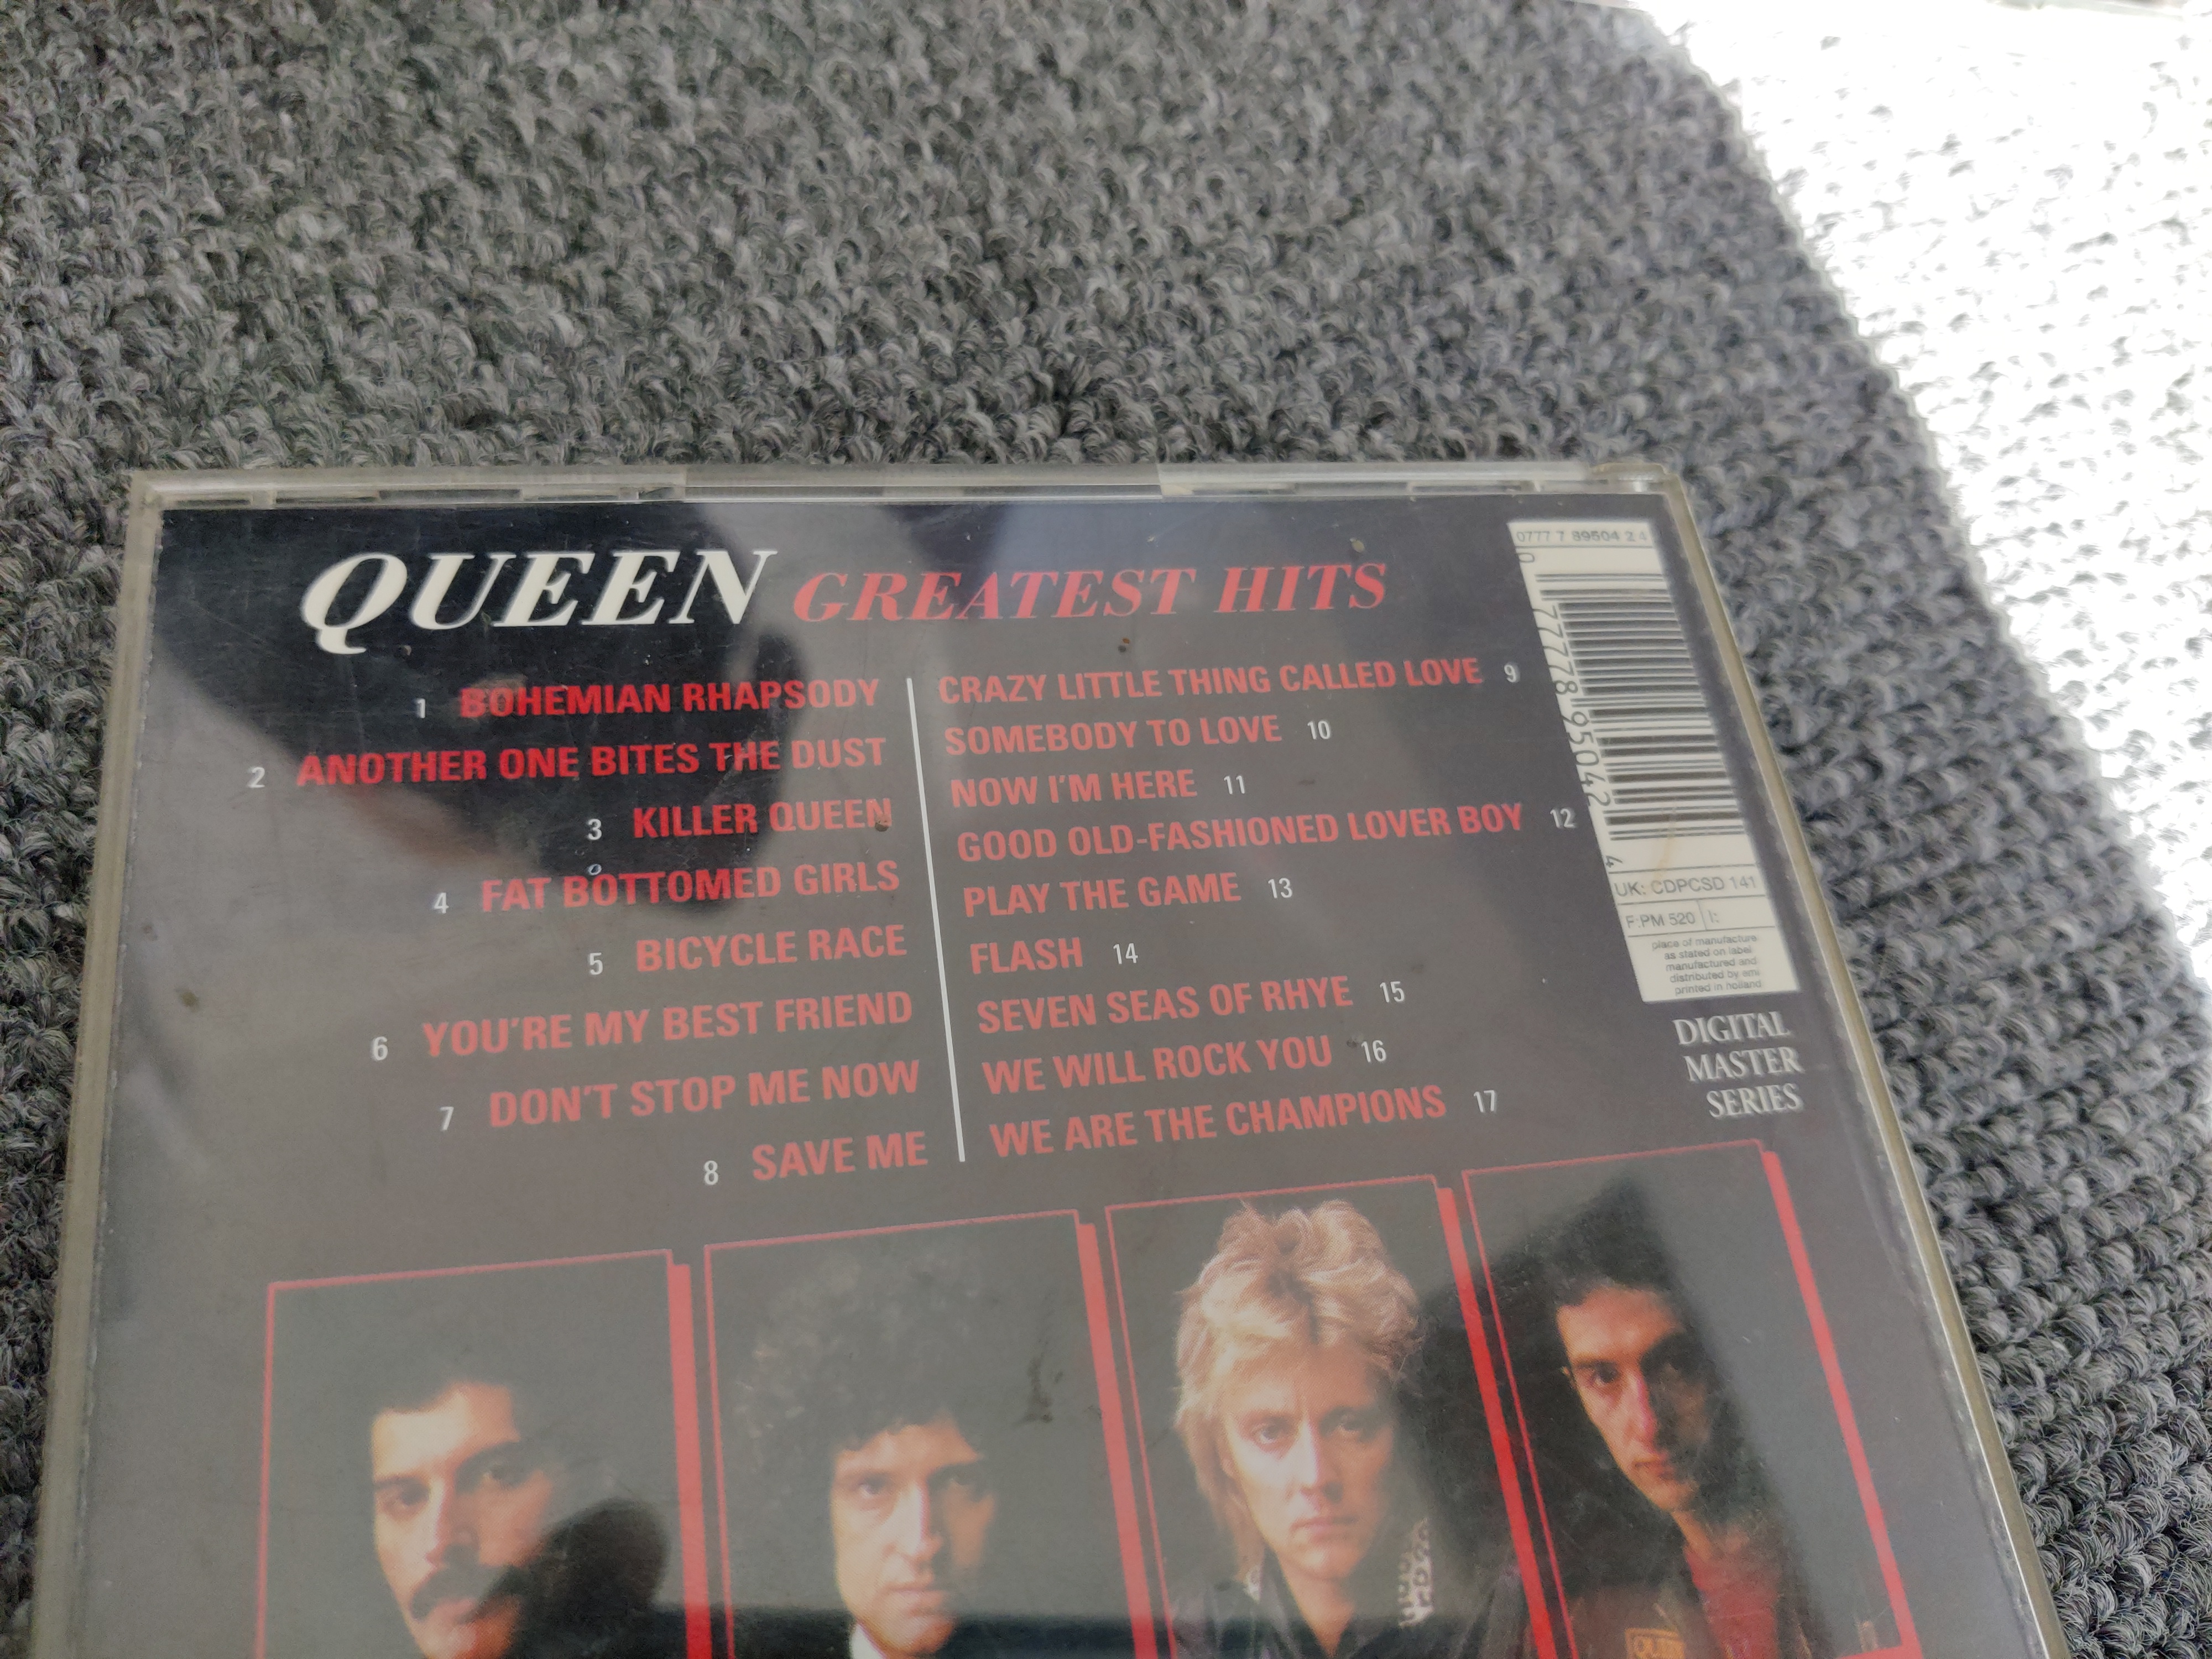 QUEEN GREATEST HITS
1 BOHEMIAN RHAPSODY
2 ANOTHER ONE BITES THE DUST
3 KILLER QUEEN
4 FAT BOTTOMED GIRLS
5 BICYCLE RACE
6 YOU'RE MY BEST FRIEND
7 DON'T STOP ME NOW
8 SAVE ME
CRAZY LITTLE THING CALLED LOVE 9
SOMEBODY TO LOVE 10
NOW I'M HERE 11
GOOD OLD-FASHIONED LOVER BOY 12
PLAY THE GAME 13
FLASH 14
SEVEN SEAS OF RHYE 15
WE WILL ROCK YOU 16
WE ARE THE CHAMPIONS 17
0777 7 89504 2 4
0 77778 95042 4
UK: CDPCSD 141
F:PM 520 I:
place of manufacture
as stated on label
manufactured and
distributed by emi
printed in holland
DIGITAL
MASTER
SERIES